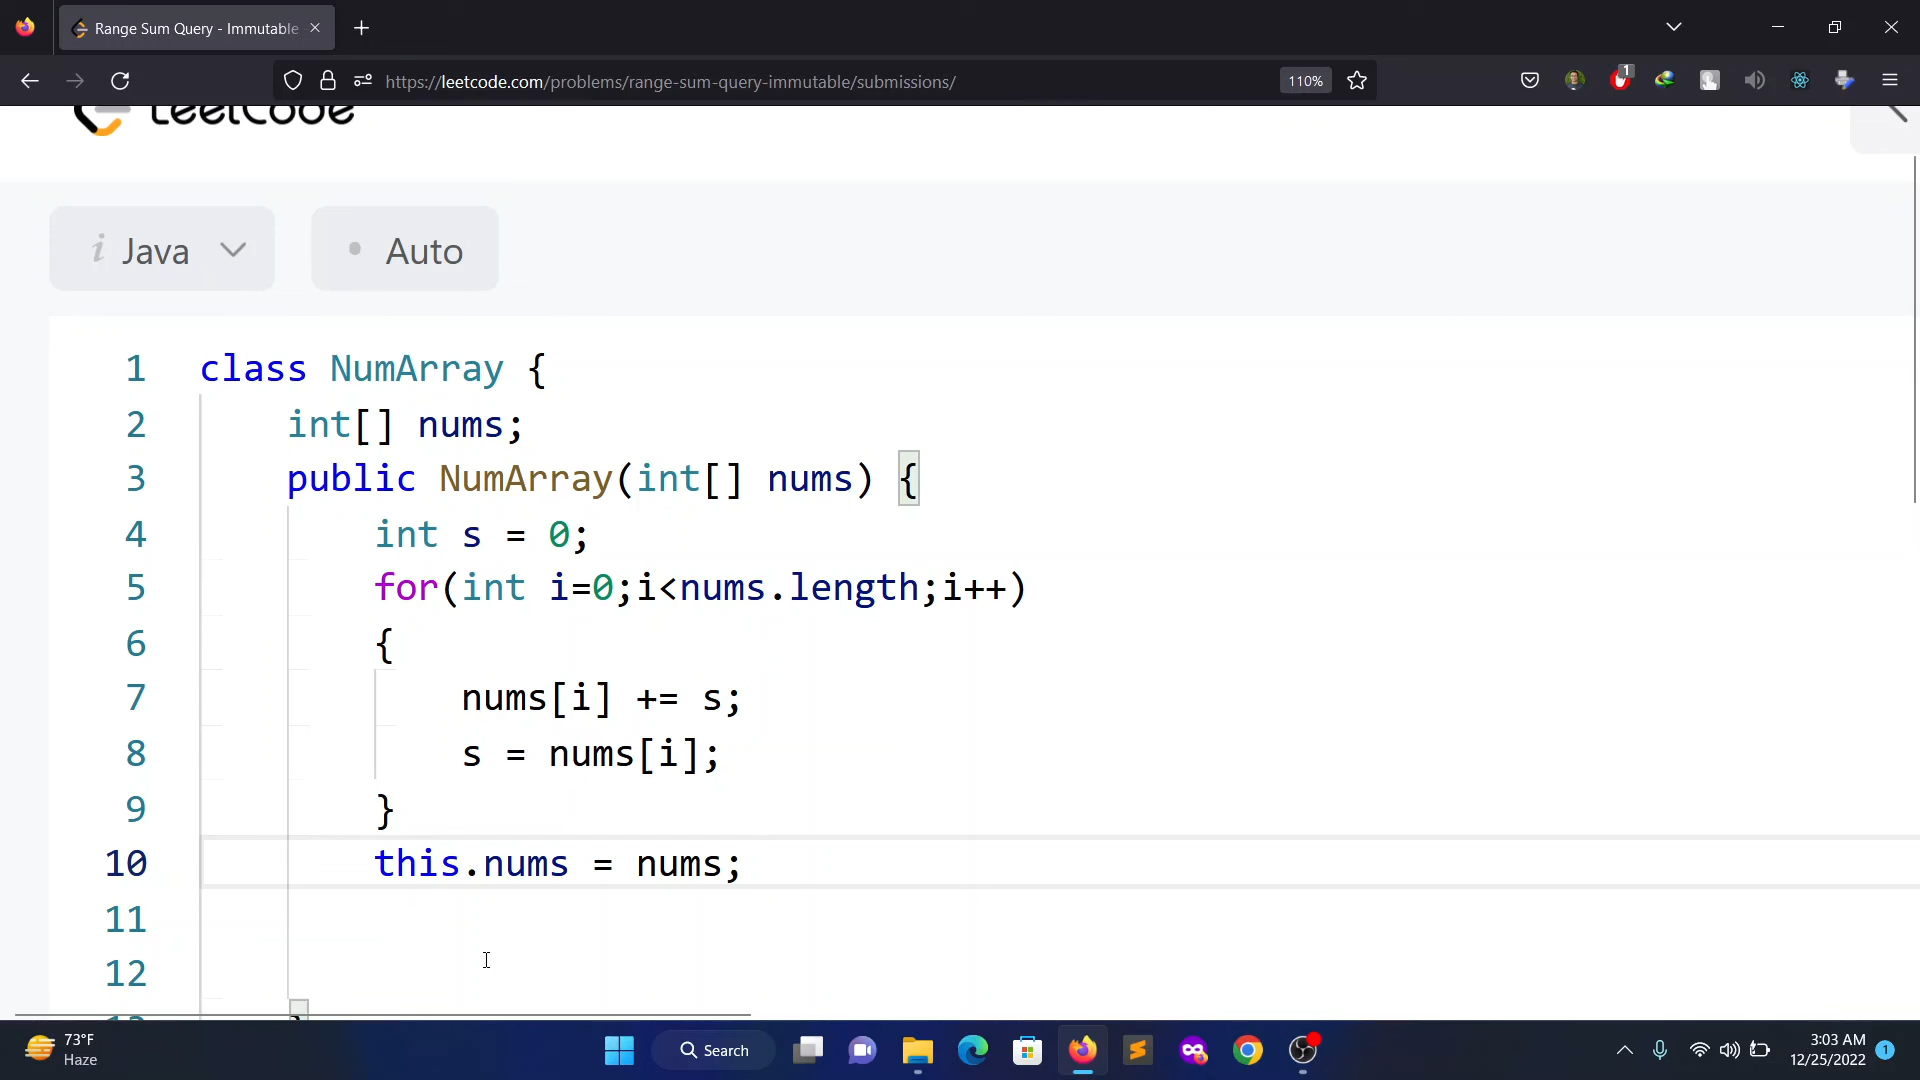 Range Sum Query - Immutable
https://leetcode.com/problems/range-sum-query-immutable/submissions/
110%
1
LeetCode
i Java
Auto
1 class NumArray {
2 int[] nums;
3 public NumArray(int[] nums) {
4 int s = 0;
5 for(int i=0;i<nums.length;i++)
6 {
7 nums[i] += s;
8 s = nums[i];
9 }
10 this.nums = nums;
11
12
73°F
Haze
Search
3:03 AM
12/25/2022
1